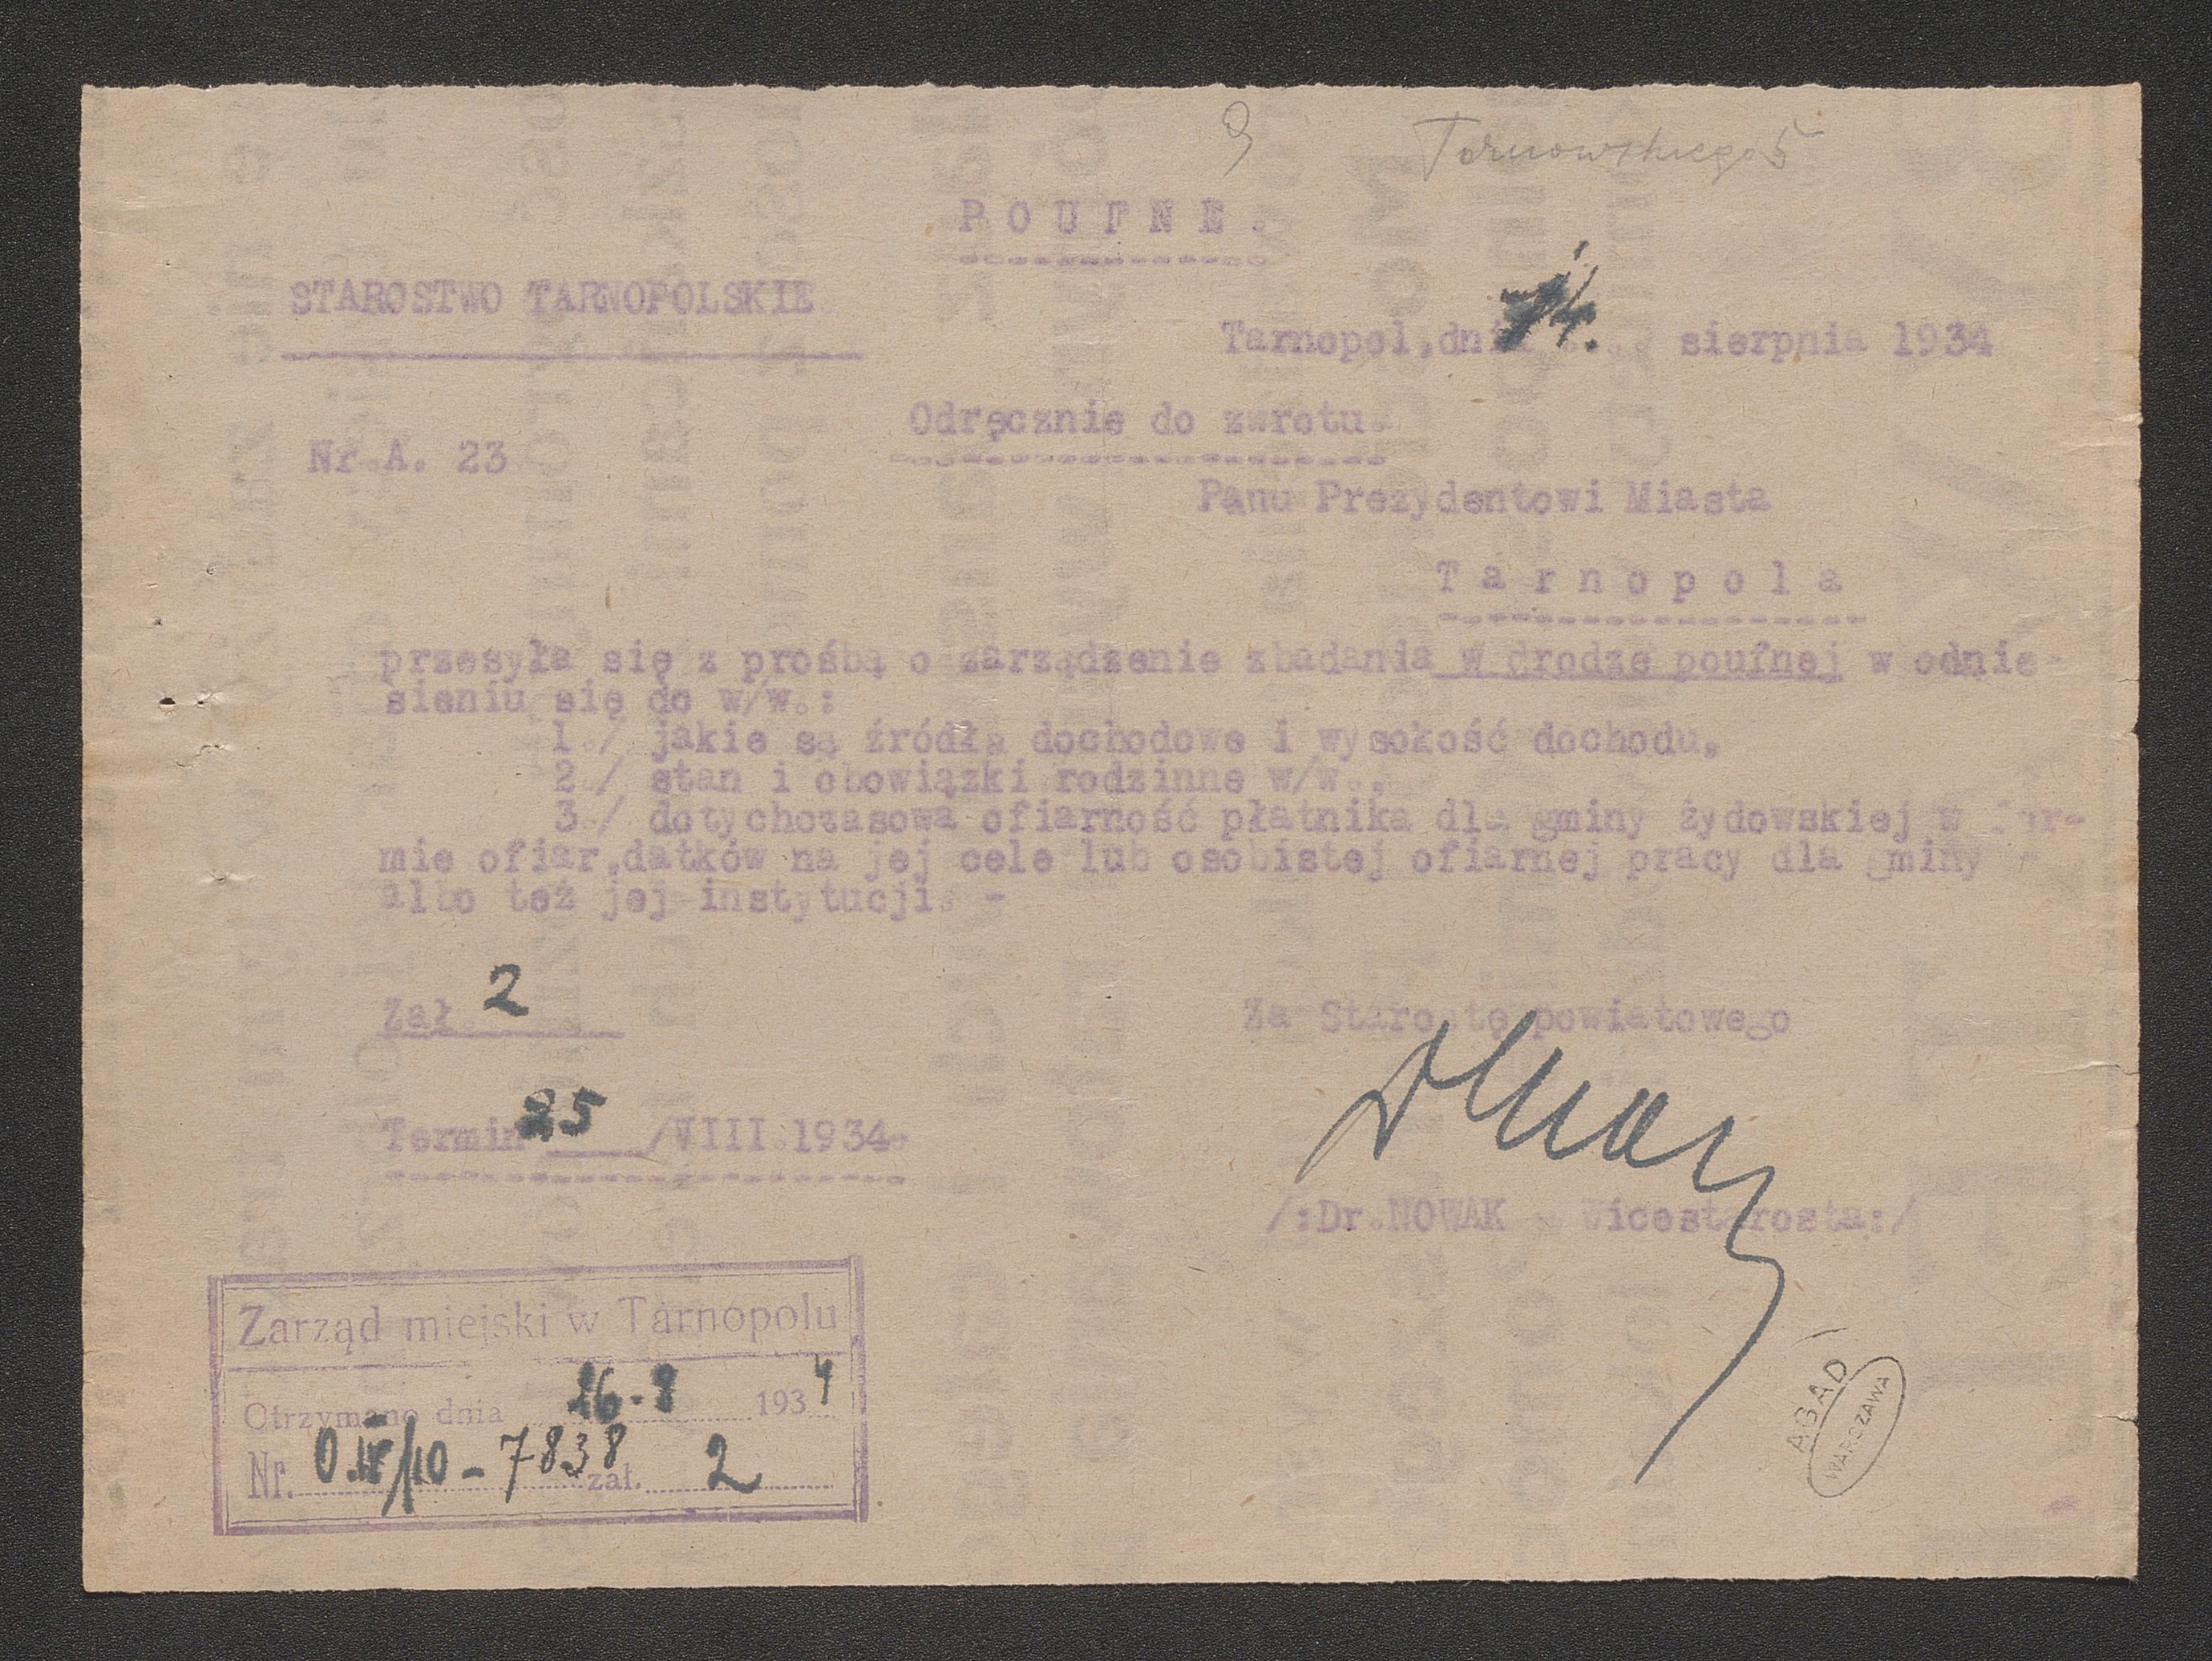 9
Tarnowskiego 5
POUFNE.
STAROSTWO TARNOPOLSKIE
Tarnopol, dnia 14. sierpnia 1934
Odręcznie do zwrotu.
Nr.A. 23
Panu Prezydentowi Miasta
Tarnopola
przesyła się z prośbą o zarządzenie zbadania w drodze poufnej w odnie-
sieniu się do w/w.:
1./ jakie są źródła dochodowe i wysokość dochodu,
2./ stan i obowiązki rodzinne w/w.,
3./ dotychczasowa ofiarność płatnika dla gminy żydowskiej w for-
mie ofiar,datków na jej cele lub osobistej ofiarnej pracy dla gminy
albo też jej instytucji. -
Zał 2
Za Starostę powiatowego
Termin 25 /VIII.1934.
/:Dr.NOWAK - Wicestarosta:/
Zarząd miejski w Tarnopolu
Otrzymano dnia 16-8 1934
Nr. 7838 zał. 2
AGAD
WARSZAWA